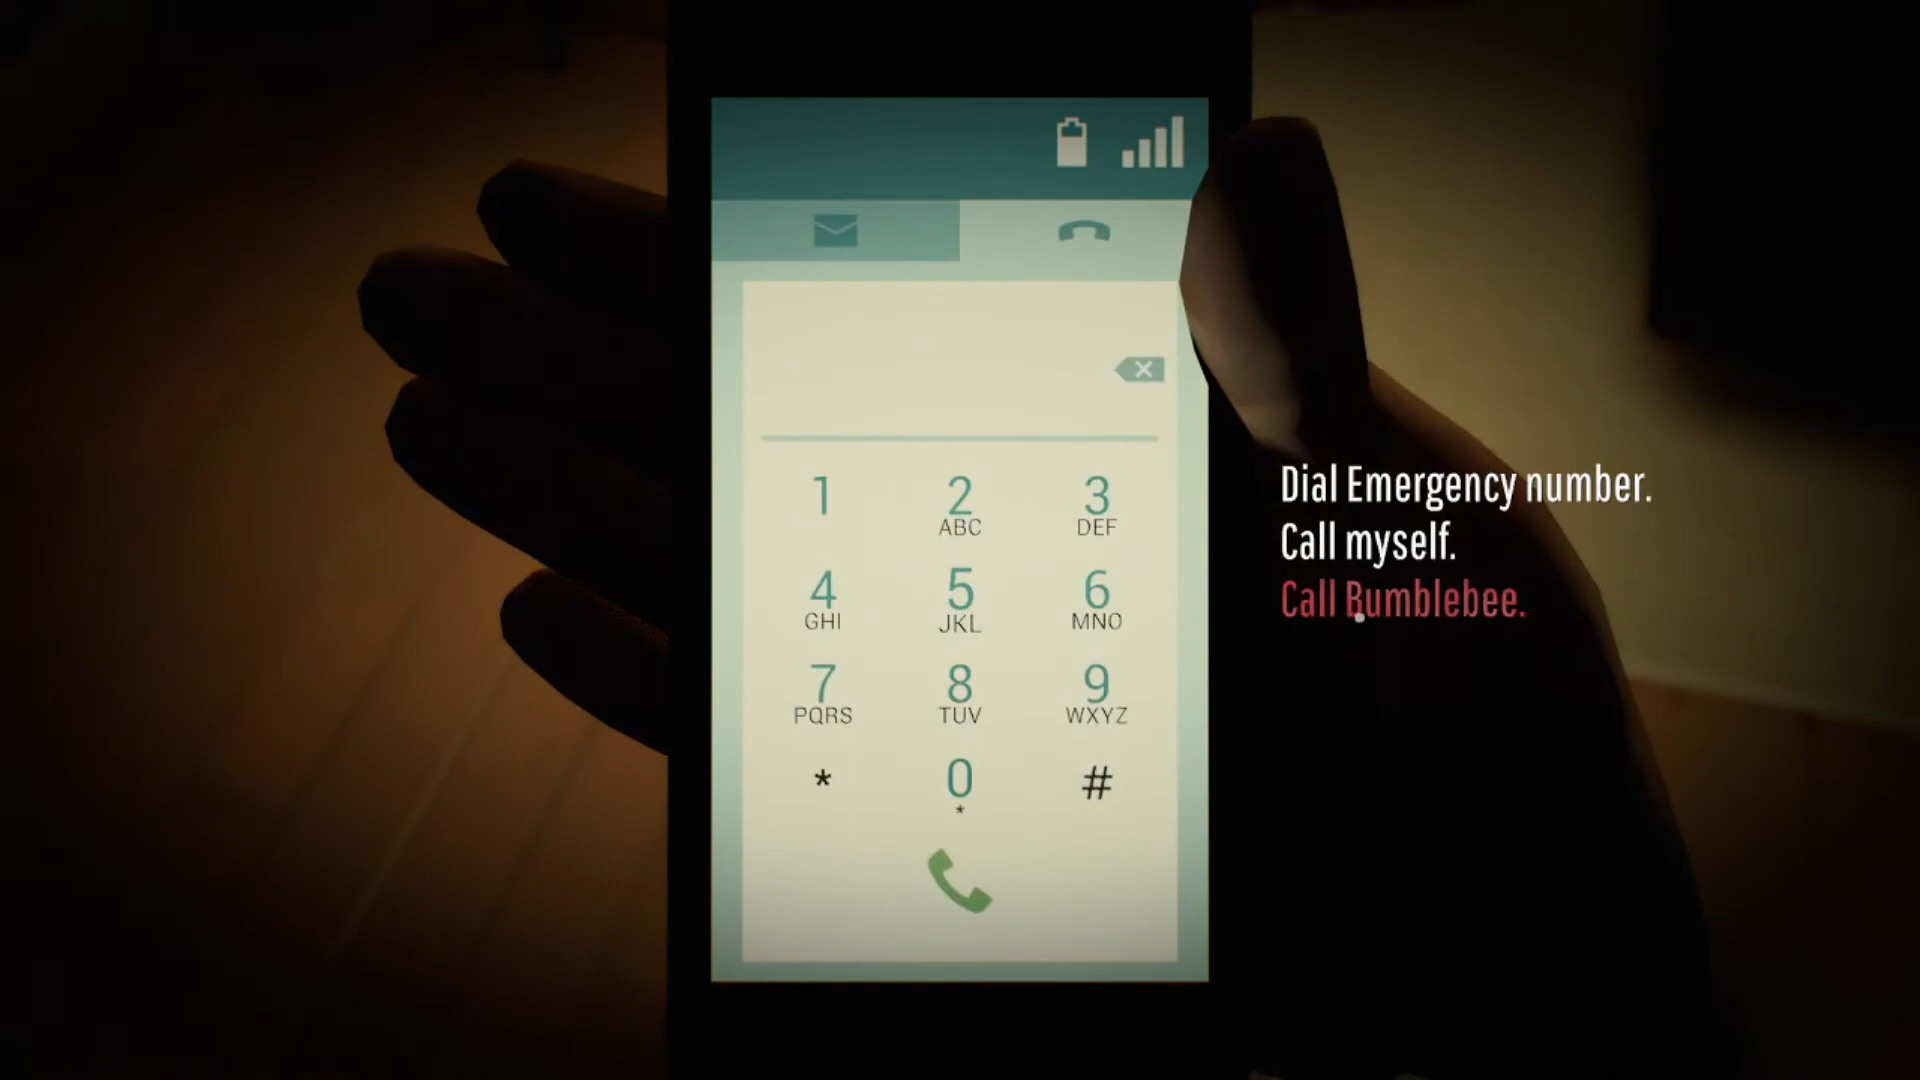 1 2 3
ABC DEF
4 5 6
GHI JKL MNO
7 8 9
PQRS TUV WXYZ
* 0 #
*
Dial Emergency number.
Call myself.
Call Bumblebee.